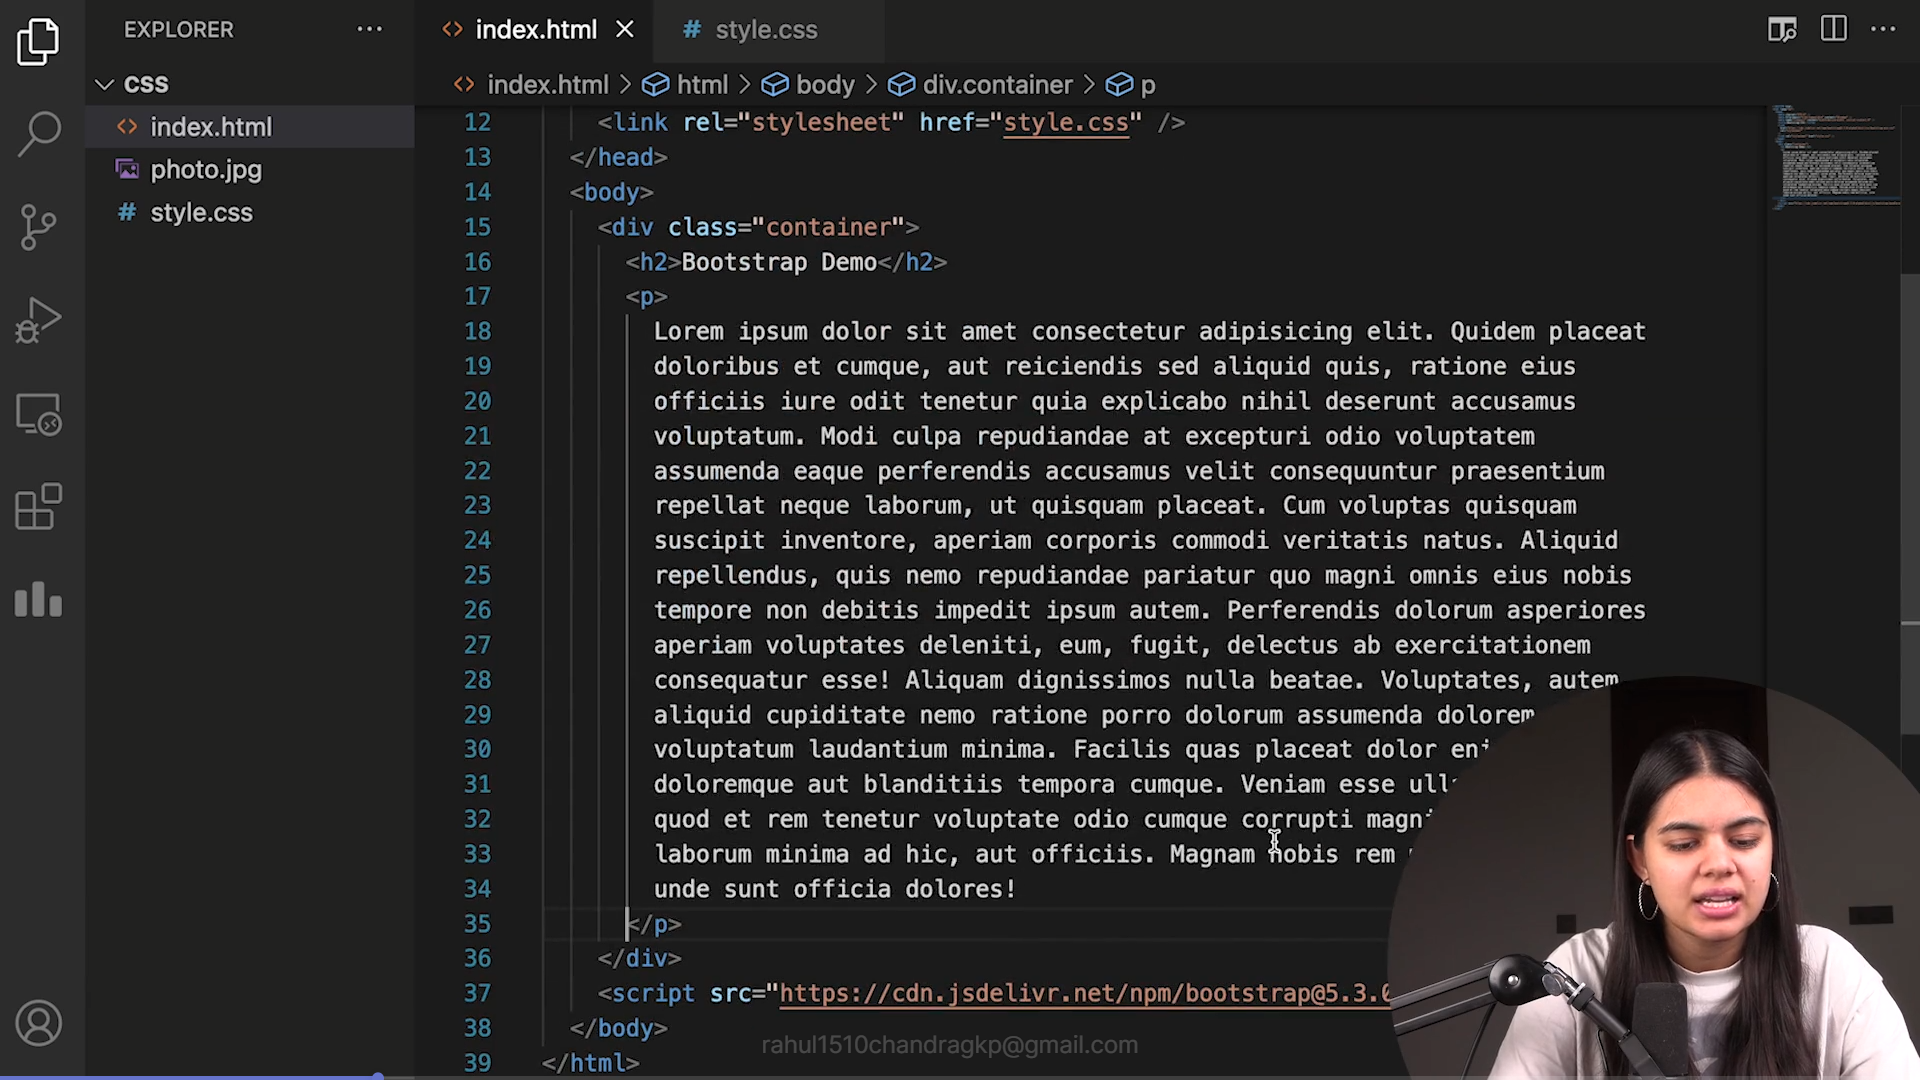 EXPLORER
CSS
index.html
photo.jpg
style.css
index.html
style.css
index.html > html > body > div.container > p
12 <link rel="stylesheet" href="style.css" />
13 </head>
14 <body>
15 <div class="container">
16 <h2>Bootstrap Demo</h2>
17 <p>
18 Lorem ipsum dolor sit amet consectetur adipisicing elit. Quidem placeat
19 doloribus et cumque, aut reiciendis sed aliquid quis, ratione eius
20 officiis iure odit tenetur quia explicabo nihil deserunt accusamus
21 voluptatum. Modi culpa repudiandae at excepturi odio voluptatem
22 assumenda eaque perferendis accusamus velit consequuntur praesentium
23 repellat neque laborum, ut quisquam placeat. Cum voluptas quisquam
24 suscipit inventore, aperiam corporis commodi veritatis natus. Aliquid
25 repellendus, quis nemo repudiandae pariatur quo magni omnis eius nobis
26 tempore non debitis impedit ipsum autem. Perferendis dolorum asperiores
27 aperiam voluptates deleniti, eum, fugit, delectus ab exercitationem
28 consequatur esse! Aliquam dignissimos nulla beatae. Voluptates, autem
29 aliquid cupiditate nemo ratione porro dolorum assumenda dolorem
30 voluptatum laudantium minima. Facilis quas placeat dolor
31 doloremque aut blanditiis tempora cumque. Veniam esse
32 quod et rem tenetur voluptate odio cumque corrupti
33 laborum minima ad hic, aut officiis. Magnam nobis rem
34 unde sunt officia dolores!
35 </p>
36 </div>
37 <script src="https://cdn.jsdelivr.net/npm/bootstrap@5.3.0
38 </body>
rahul1510chandragkp@gmail.com
39 </html>